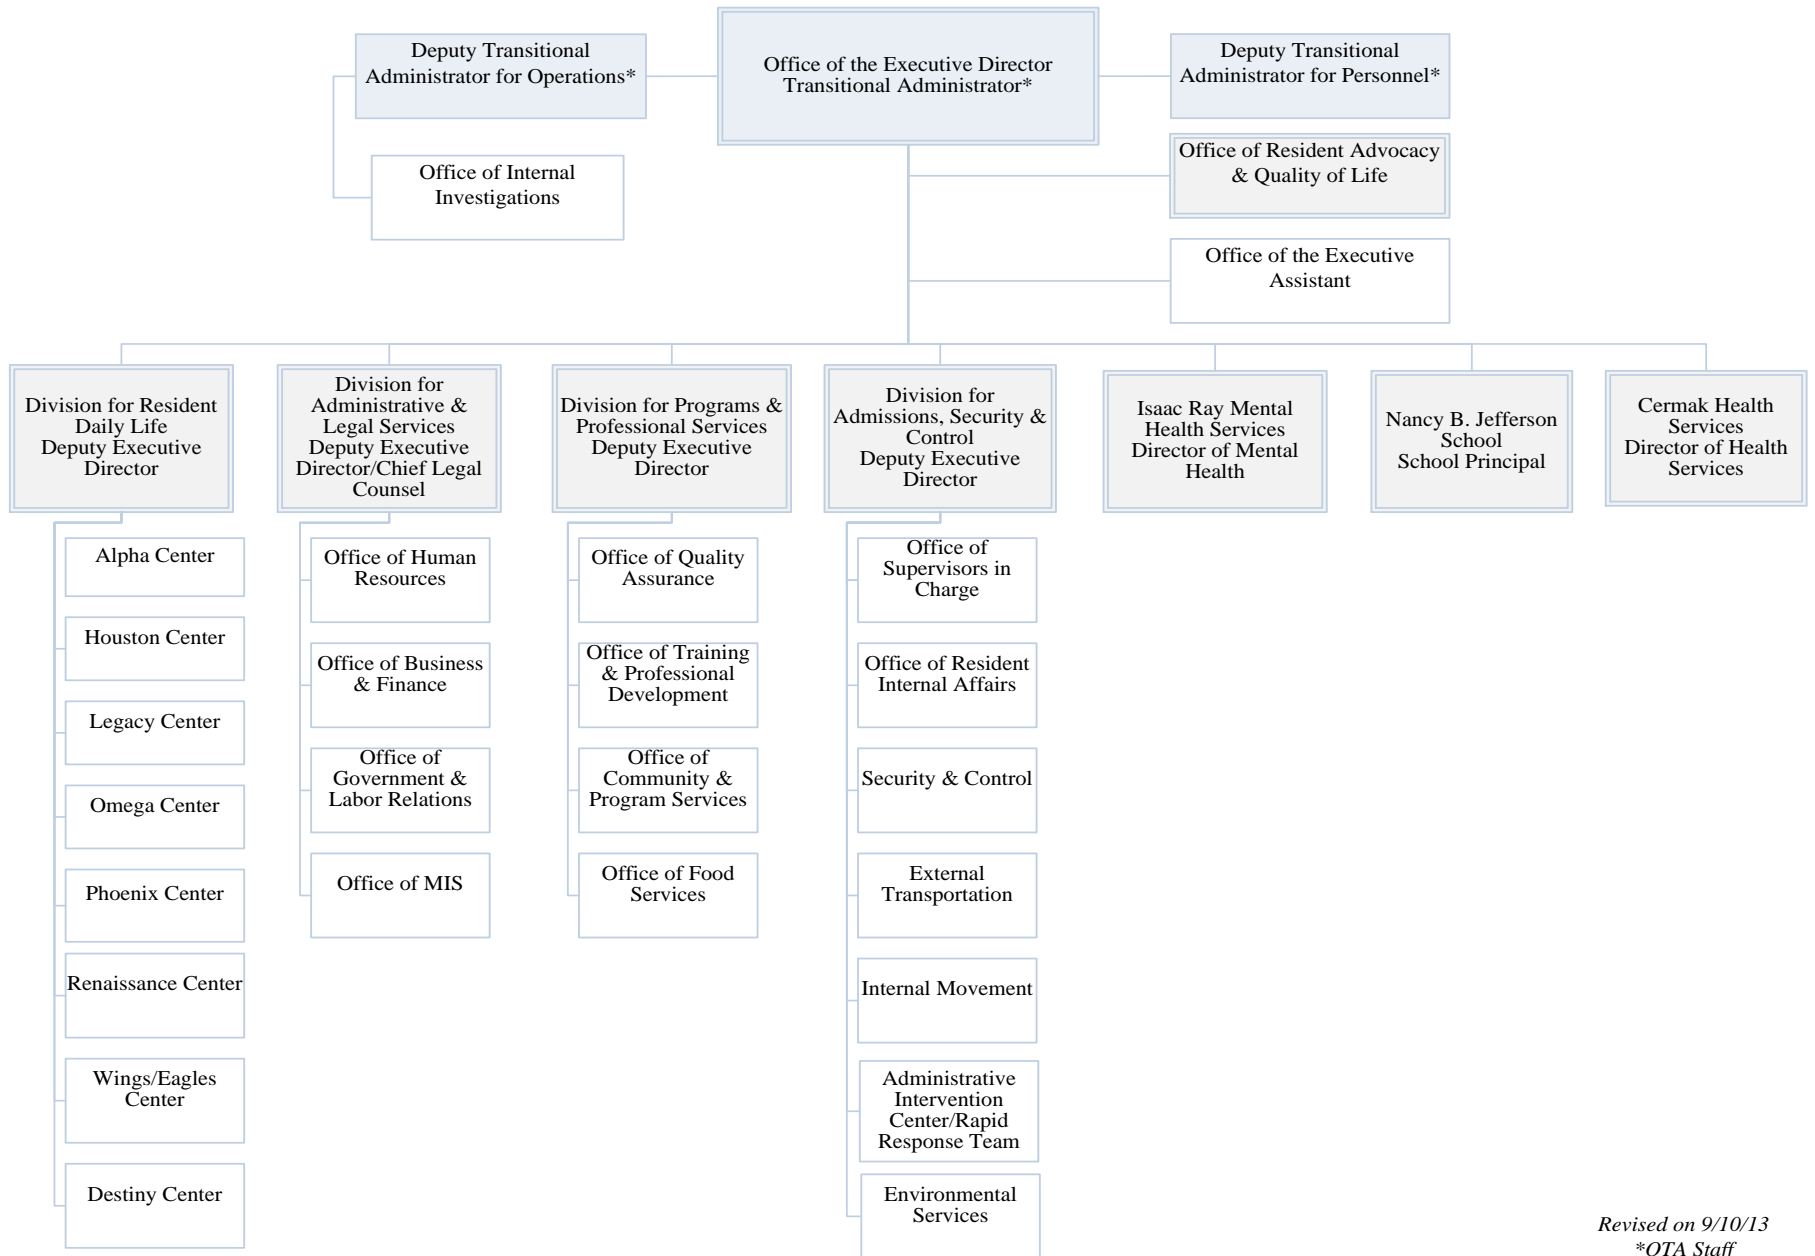 Deputy Transitional
Administrator for Operations*
Office of the Executive Director
Transitional Administrator*
Deputy Transitional
Administrator for Personnel*
Office of Internal
Investigations
Office of Resident Advocacy
& Quality of Life
Office of the Executive
Assistant
Division for Resident
Daily Life
Deputy Executive
Director
Division for
Administrative &
Legal Services
Deputy Executive
Director/Chief Legal
Counsel
Division for Programs &
Professional Services
Deputy Executive
Director
Division for
Admissions, Security &
Control
Deputy Executive
Director
Isaac Ray Mental
Health Services
Director of Mental
Health
Nancy B. Jefferson
School
School Principal
Cermak Health
Services
Director of Health
Services
Alpha Center
Houston Center
Legacy Center
Omega Center
Phoenix Center
Renaissance Center
Wings/Eagles
Center
Destiny Center
Office of Human
Resources
Office of Business
& Finance
Office of
Government &
Labor Relations
Office of MIS
Office of Quality
Assurance
Office of Training
& Professional
Development
Office of
Community &
Program Services
Office of Food
Services
Office of
Supervisors in
Charge
Office of Resident
Internal Affairs
Security & Control
External
Transportation
Internal Movement
Administrative
Intervention
Center/Rapid
Response Team
Environmental
Services
Revised on 9/10/13
*OTA Staff